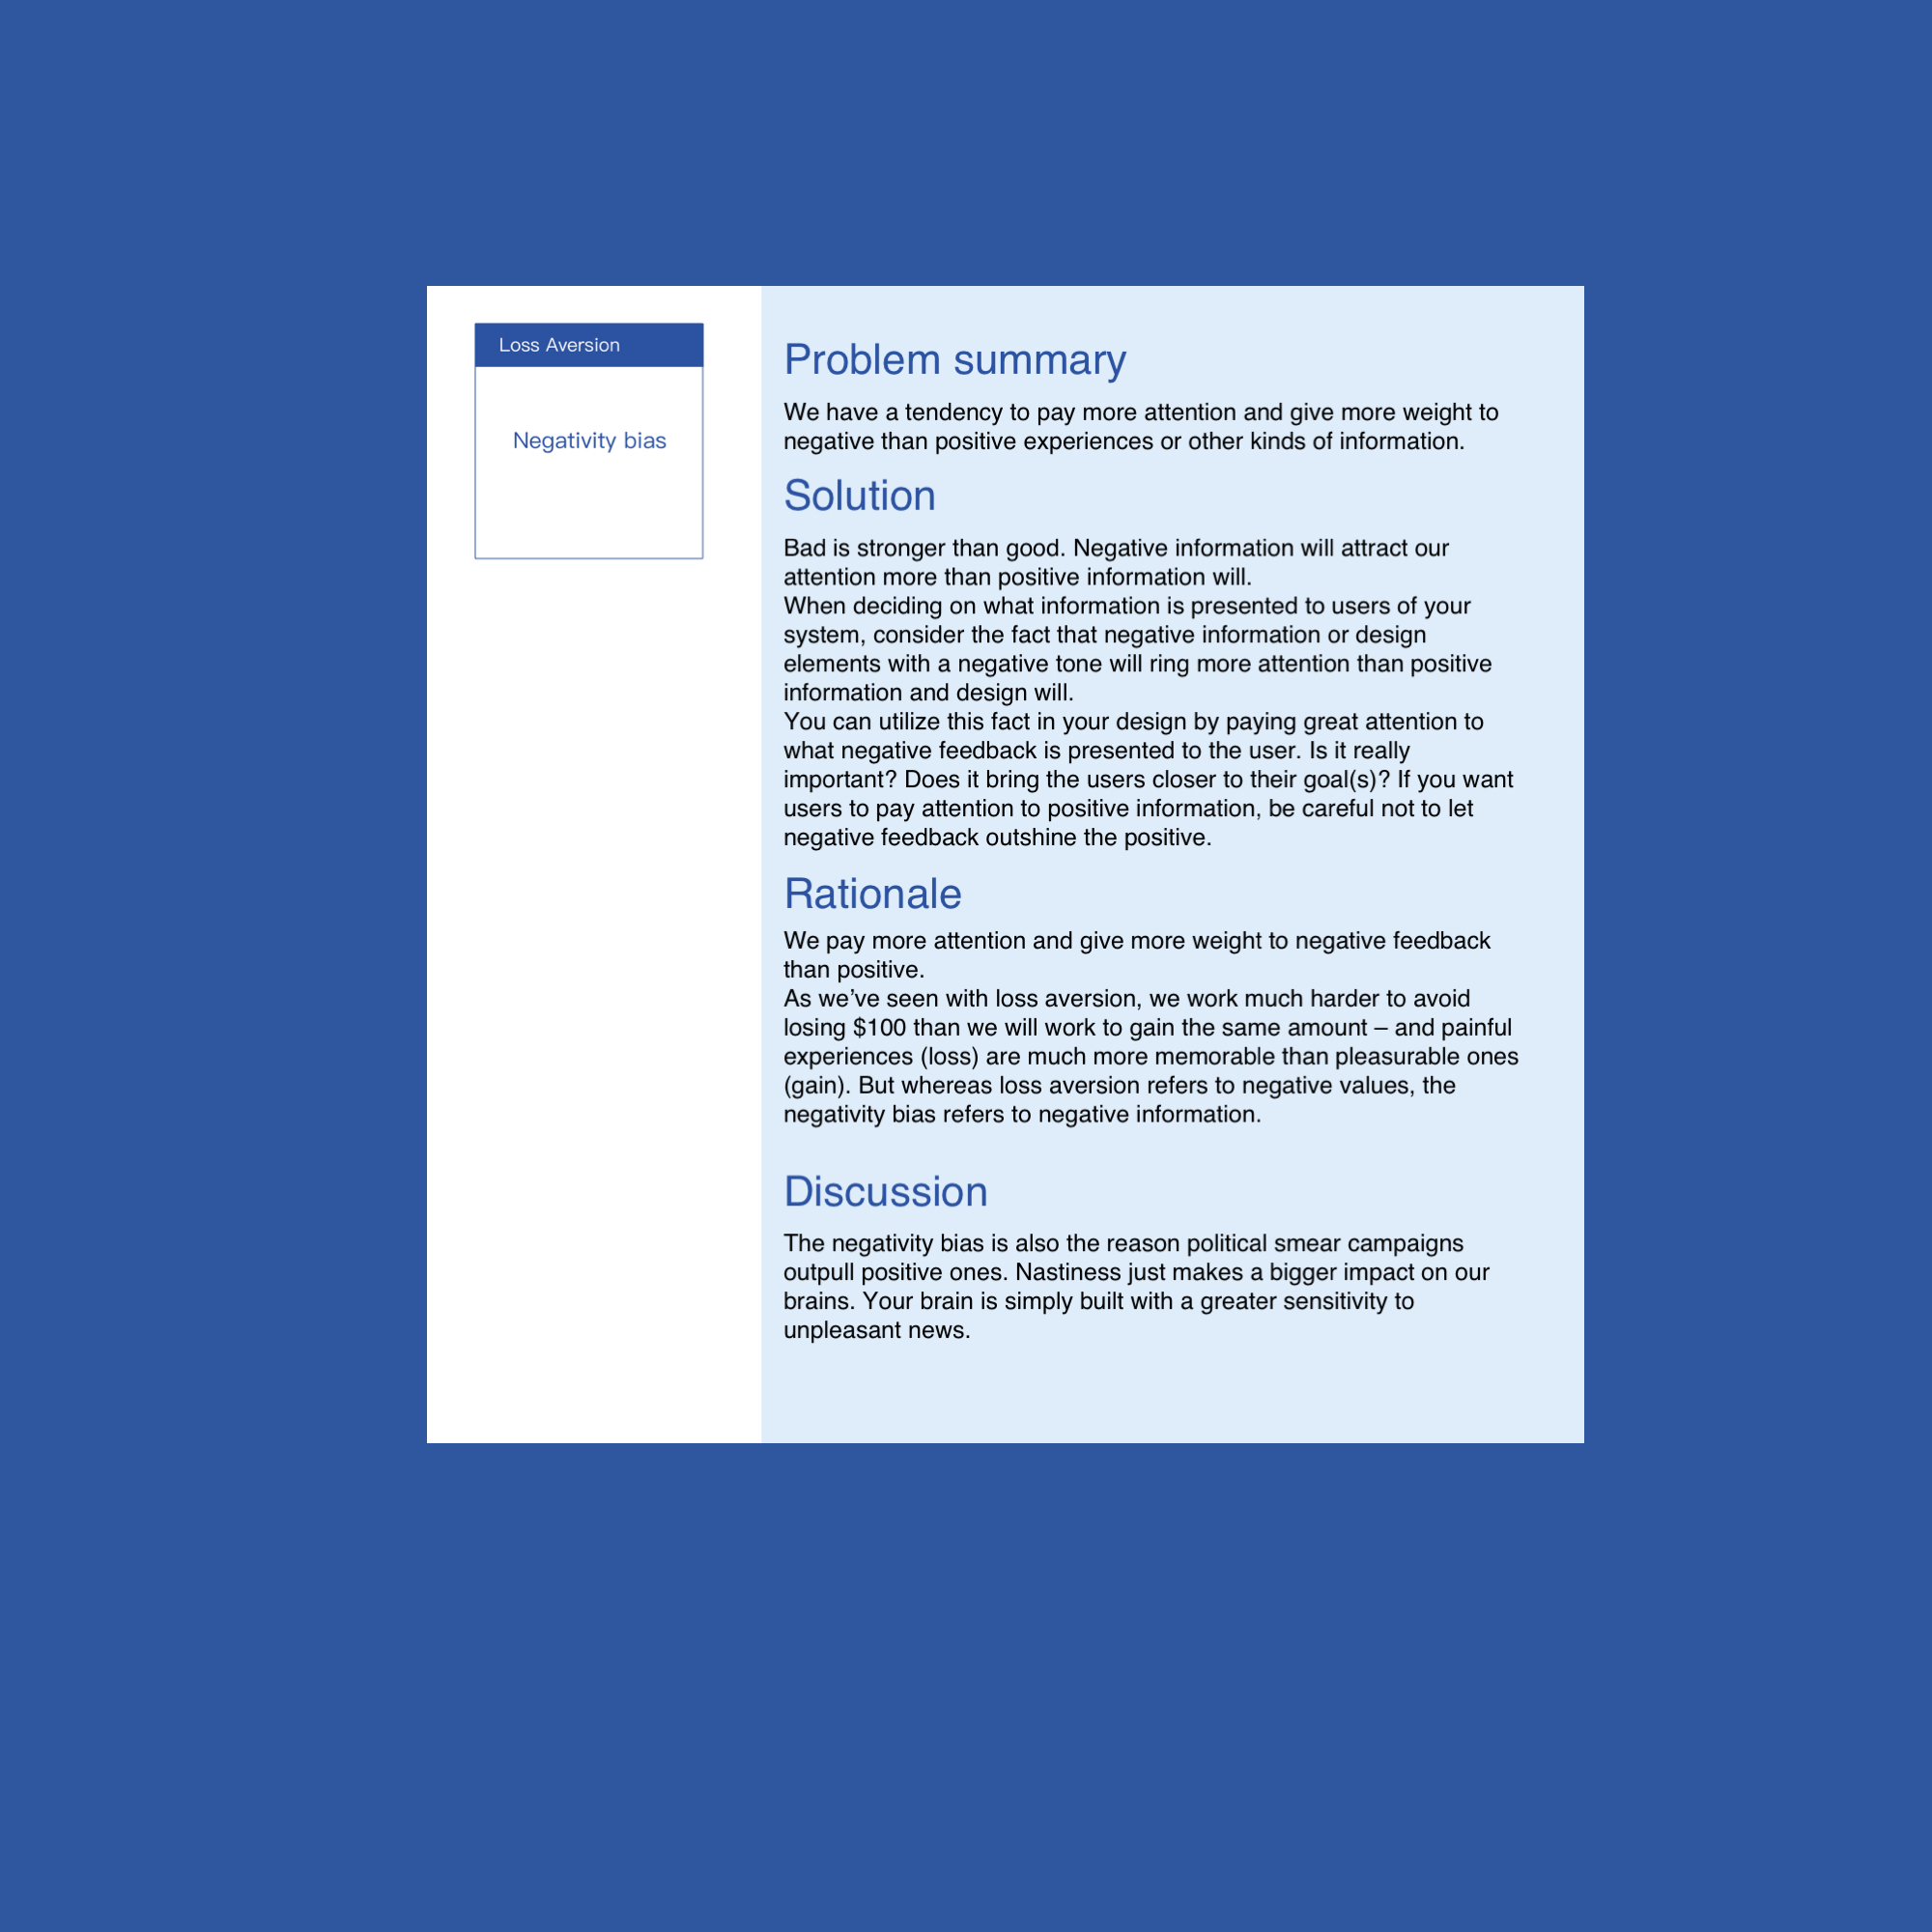 Loss Aversion
Negativity bias
Problem summary
We have a tendency to pay more attention and give more weight to
negative than positive experiences or other kinds of information.
Solution
Bad is stronger than good. Negative information will attract our
attention more than positive information will.
When deciding on what information is presented to users of your
system, consider the fact that negative information or design
elements with a negative tone will ring more attention than positive
information and design will.
You can utilize this fact in your design by paying great attention to
what negative feedback is presented to the user. Is it really
important? Does it bring the users closer to their goal(s)? If you want
users to pay attention to positive information, be careful not to let
negative feedback outshine the positive.
Rationale
We pay more attention and give more weight to negative feedback
than positive.
As we’ve seen with loss aversion, we work much harder to avoid
losing $100 than we will work to gain the same amount – and painful
experiences (loss) are much more memorable than pleasurable ones
(gain). But whereas loss aversion refers to negative values, the
negativity bias refers to negative information.
Discussion
The negativity bias is also the reason political smear campaigns
outpull positive ones. Nastiness just makes a bigger impact on our
brains. Your brain is simply built with a greater sensitivity to
unpleasant news.